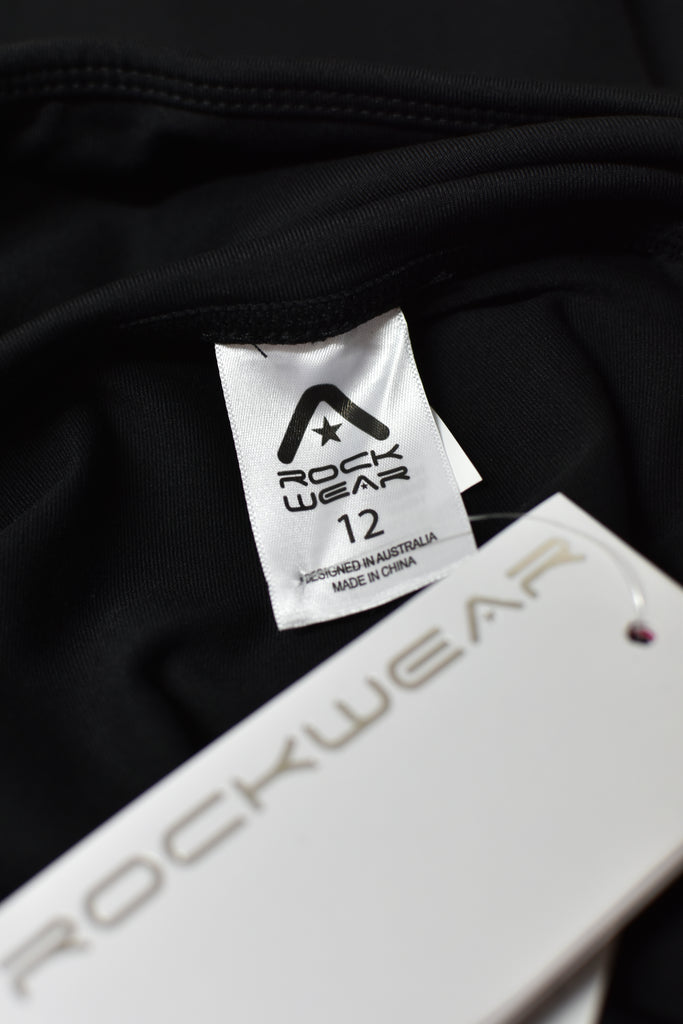 ROCK
WEAR
12
DESIGNED IN AUSTRALIA
MADE IN CHINA
ROCKWEAR